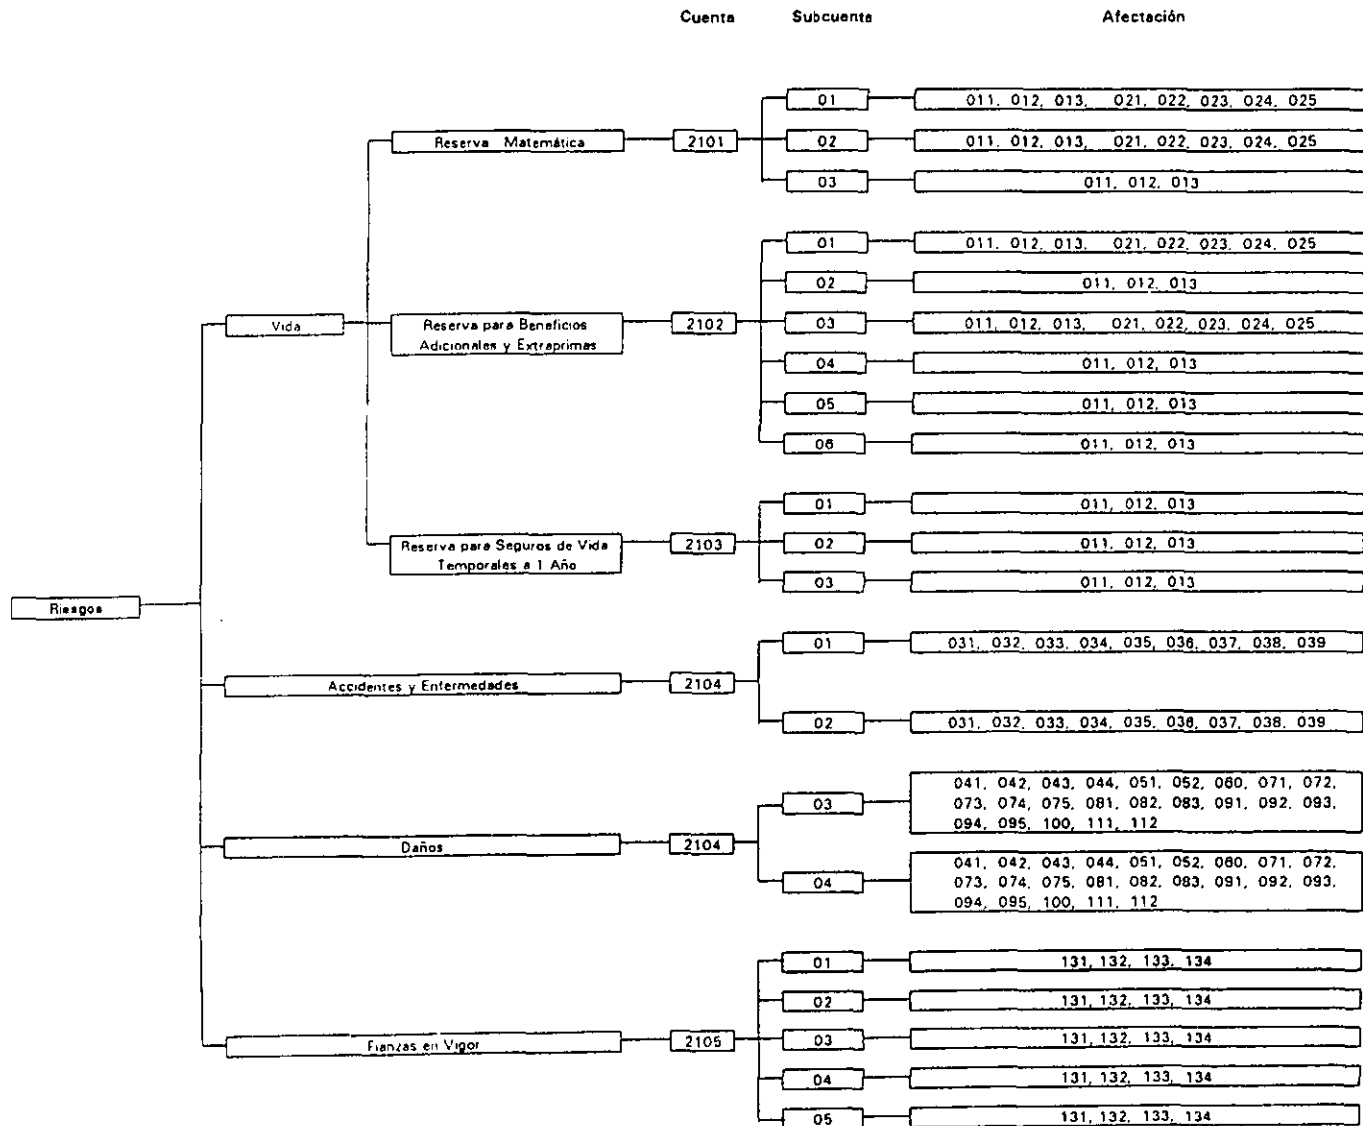 Cuenta Subcuenta Afectación
01 011, 012, 013, 021, 022, 023, 024, 025
Reserva Matemática 2101 02 011, 012, 013, 021, 022, 023, 024, 025
03 011, 012, 013
01 011, 012, 013, 021, 022, 023, 024, 025
02 011, 012, 013
Vida Reserva para Beneficios 2102 03 011, 012, 013, 021, 022, 023, 024, 025
Adicionales y Extraprimas
04 011, 012, 013
05 011, 012, 013
06 011, 012, 013
01 011, 012, 013
Reserva para Seguros de Vida 2103 02 011, 012, 013
Temporales a 1 Año
03 011, 012, 013
Riesgos
01 031, 032, 033, 034, 035, 036, 037, 038, 039
Accidentes y Enfermedades 2104
02 031, 032, 033, 034, 035, 036, 037, 038, 039
041, 042, 043, 044, 051, 052, 060, 071, 072,
03 073, 074, 075, 081, 082, 083, 091, 092, 093,
094, 095, 100, 111, 112
Daños 2104
041, 042, 043, 044, 051, 052, 060, 071, 072,
04 073, 074, 075, 081, 082, 083, 091, 092, 093,
094, 095, 100, 111, 112
01 131, 132, 133, 134
02 131, 132, 133, 134
Fianzas en Vigor 2105 03 131, 132, 133, 134
04 131, 132, 133, 134
05 131, 132, 133, 134